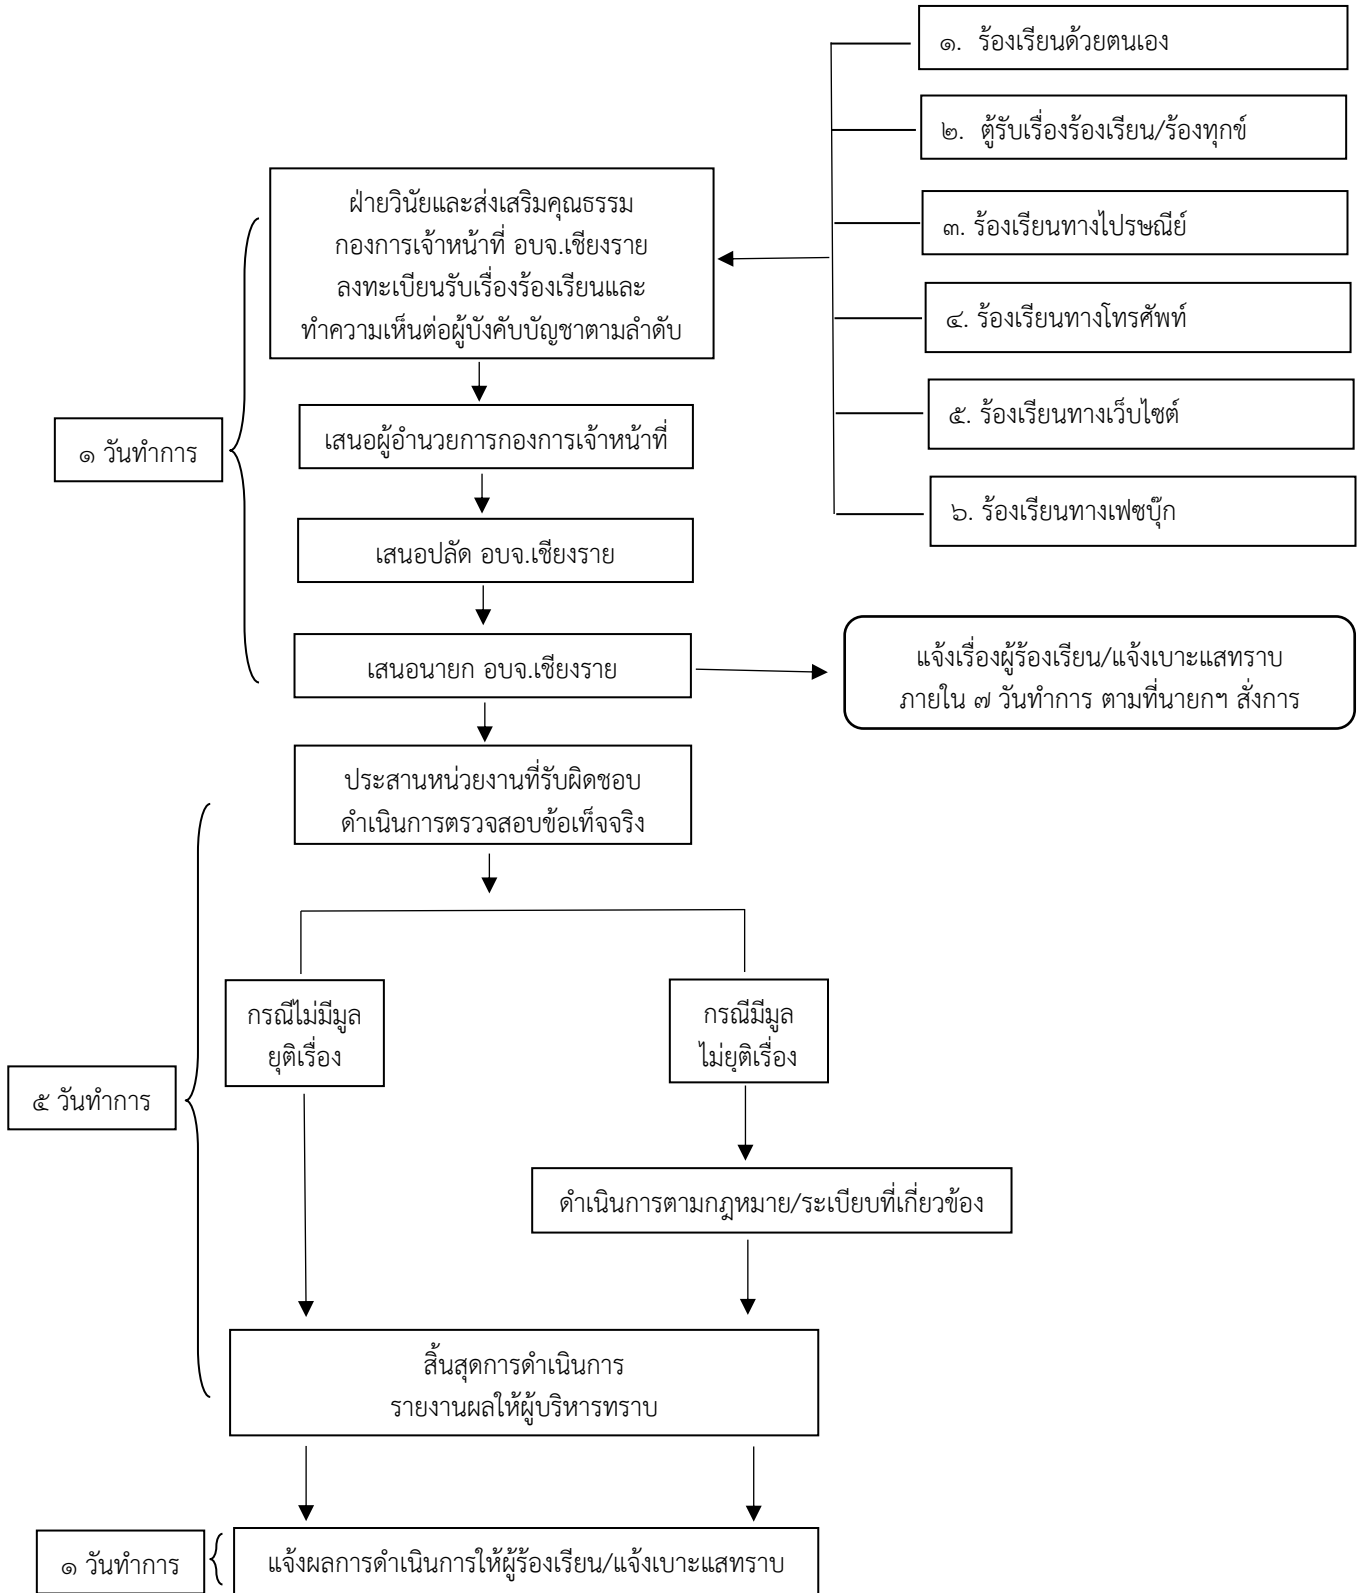 ๑.  ร้องเรียนด้วยตนเอง
๒.  ตู้รับเรื่องร้องเรียน/ร้องทุกข์
๓. ร้องเรียนทางไปรษณีย์
๔. ร้องเรียนทางโทรศัพท์
๕. ร้องเรียนทางเว็บไซต์
๖. ร้องเรียนทางเฟซบุ๊ก
ฝ่ายวินัยและส่งเสริมคุณธรรม
กองการเจ้าหน้าที่ อบจ.เชียงราย
ลงทะเบียนรับเรื่องร้องเรียนและ
ทำความเห็นต่อผู้บังคับบัญชาตามลำดับ
๑ วันทำการ
เสนอผู้อำนวยการกองการเจ้าหน้าที่
เสนอปลัด อบจ.เชียงราย
เสนอนายก อบจ.เชียงราย
แจ้งเรื่องผู้ร้องเรียน/แจ้งเบาะแสทราบ
ภายใน ๗ วันทำการ ตามที่นายกฯ สั่งการ
ประสานหน่วยงานที่รับผิดชอบ
ดำเนินการตรวจสอบข้อเท็จจริง
กรณีไม่มีมูล
ยุติเรื่อง
กรณีมีมูล
ไม่ยุติเรื่อง
๕ วันทำการ
ดำเนินการตามกฎหมาย/ระเบียบที่เกี่ยวข้อง
สิ้นสุดการดำเนินการ
รายงานผลให้ผู้บริหารทราบ
๑ วันทำการ
แจ้งผลการดำเนินการให้ผู้ร้องเรียน/แจ้งเบาะแสทราบ